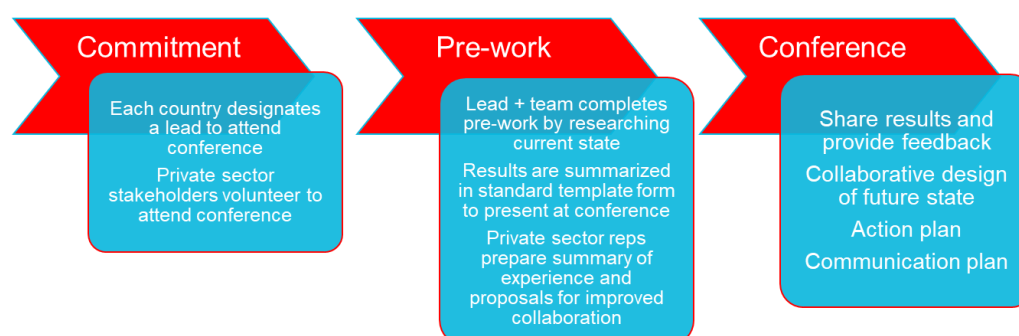 Commitment
Each country designates
a lead to attend
conference
Private sector
stakeholders volunteer to
attend conference
Pre-work
Lead + team completes
pre-work by researching
current state
Results are summarized
in standard template form
to present at conference
Private sector reps
prepare summary of
experience and
proposals for improved
collaboration
Conference
Share results and
provide feedback
Collaborative design
of future state
Action plan
Communication plan